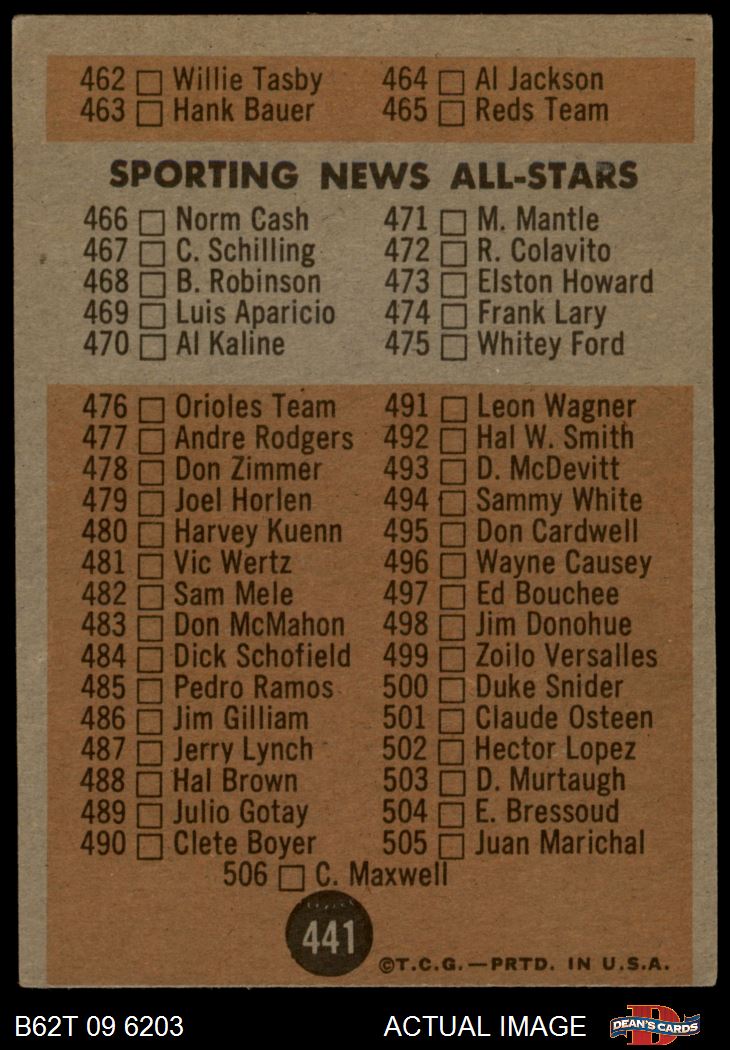 462 Willie Tasby 464 Al Jackson
463 Hank Bauer 465 Reds Team
SPORTING NEWS ALL-STARS
466 Norm Cash 471 M. Mantle
467 C. Schilling 472 R. Colavito
468 B. Robinson 473 Elston Howard
469 Luis Aparicio 474 Frank Lary
470 Al Kaline 475 Whitey Ford
476 Orioles Team 491 Leon Wagner
477 Andre Rodgers 492 Hal W. Smith
478 Don Zimmer 493 D. McDevitt
479 Joel Horlen 494 Sammy White
480 Harvey Kuenn 495 Don Cardwell
481 Vic Wertz 496 Wayne Causey
482 Sam Mele 497 Ed Bouchee
483 Don McMahon 498 Jim Donohue
484 Dick Schofield 499 Zoilo Versalles
485 Pedro Ramos 500 Duke Snider
486 Jim Gilliam 501 Claude Osteen
487 Jerry Lynch 502 Hector Lopez
488 Hal Brown 503 D. Murtaugh
489 Julio Gotay 504 E. Bressoud
490 Clete Boyer 505 Juan Marichal
506 C. Maxwell
441
©T.C.G.—PRTD. IN U.S.A.
B62T 09 6203 ACTUAL IMAGE DEAN'S CARDS